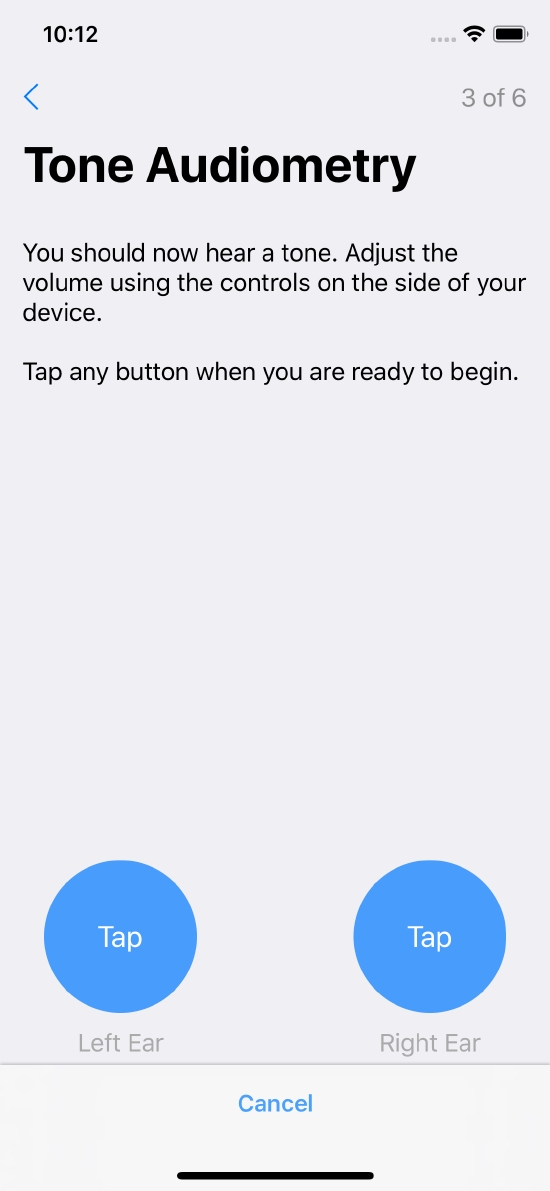 10:12
3 of 6
Tone Audiometry
You should now hear a tone. Adjust the
volume using the controls on the side of your
device.
Tap any button when you are ready to begin.
Tap
Tap
Left Ear
Right Ear
Cancel